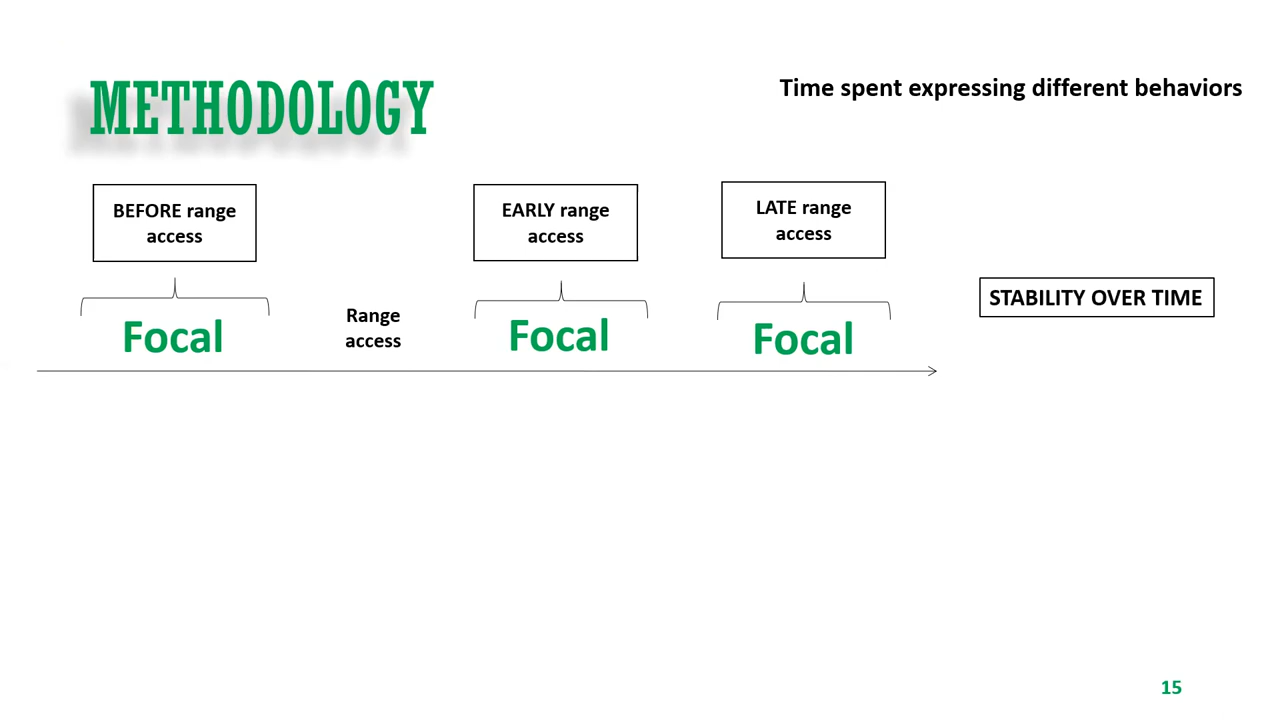 METHODOLOGY
Time spent expressing different behaviors
BEFORE range
access
EARLY range
access
LATE range
access
Focal
Range
access
Focal
Focal
STABILITY OVER TIME
15